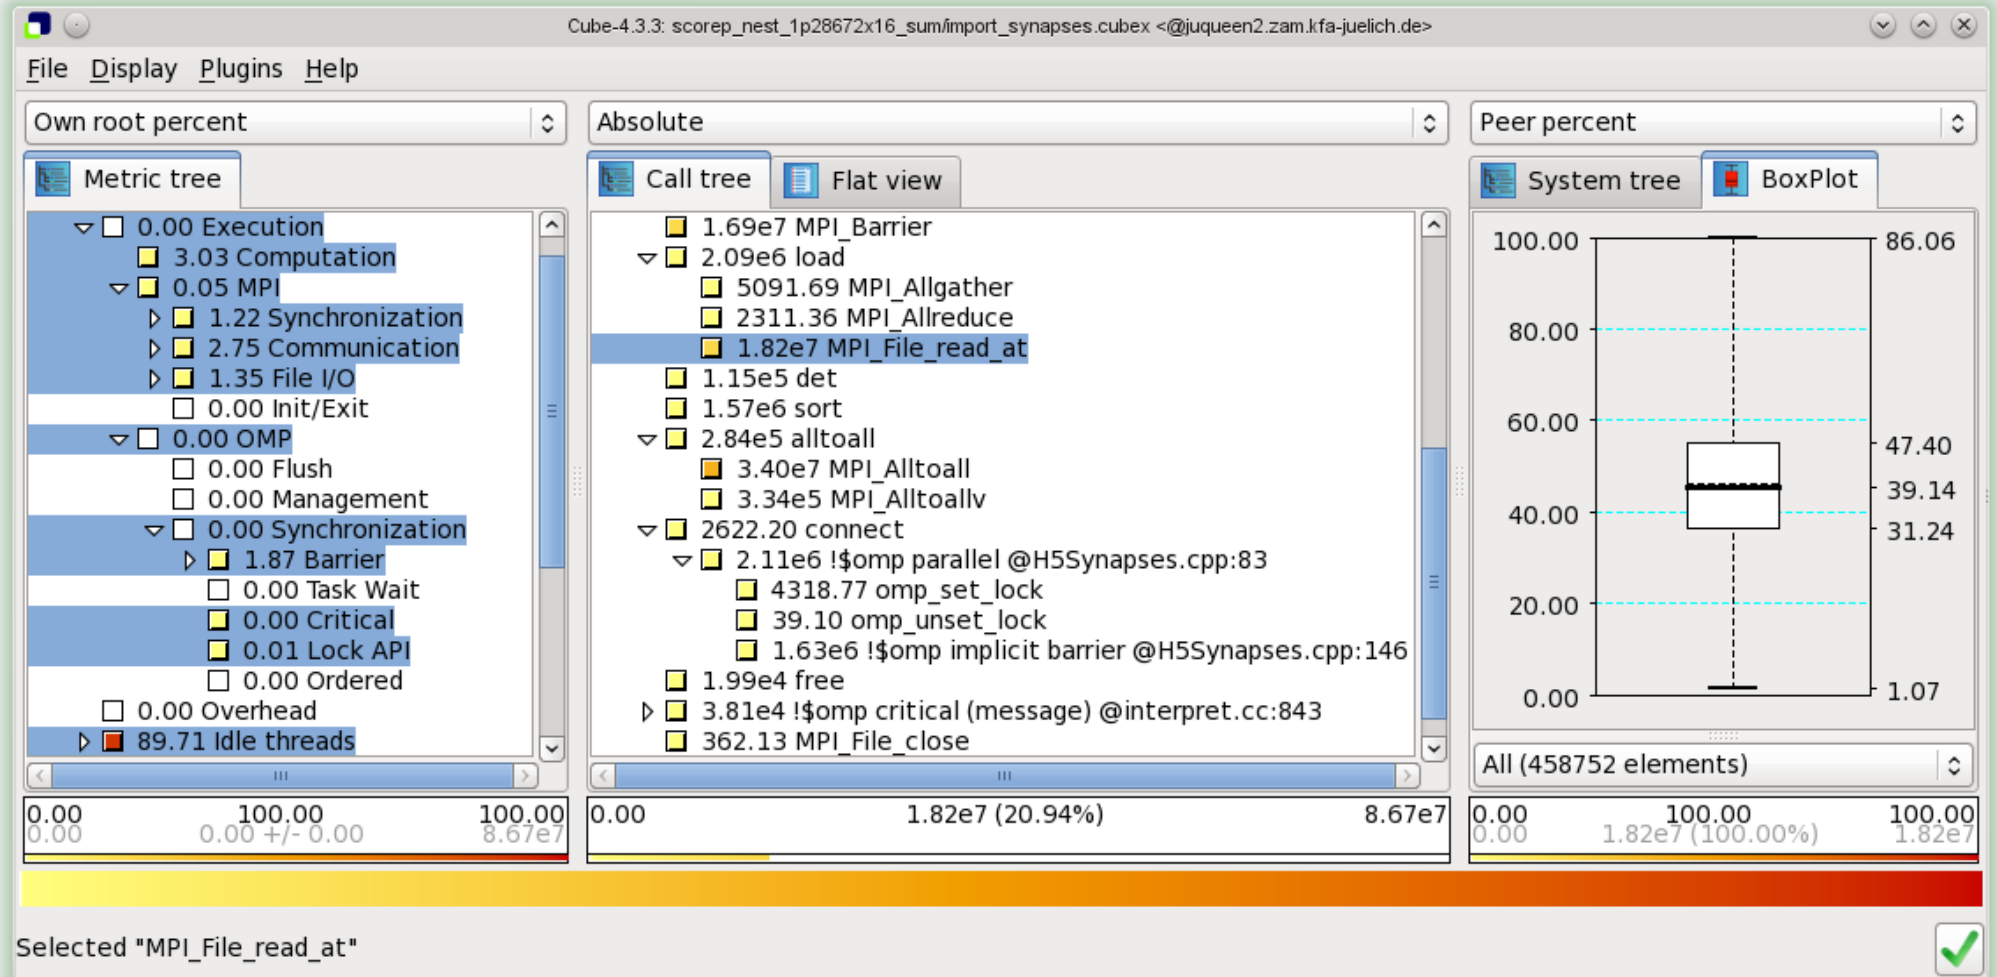 Cube-4.3.3: scorep_nest_1p28672x16_sum/import_synapses.cubex <@juqueen2.zam.kfa-juelich.de>
File Display Plugins Help
Own root percent
Metric tree
0.00 Execution
3.03 Computation
0.05 MPI
1.22 Synchronization
2.75 Communication
1.35 File I/O
0.00 Init/Exit
0.00 OMP
0.00 Flush
0.00 Management
0.00 Synchronization
1.87 Barrier
0.00 Task Wait
0.00 Critical
0.01 Lock API
0.00 Ordered
0.00 Overhead
89.71 Idle threads
0.00 100.00 100.00
0.00 0.00 +/- 0.00 8.67e7
Absolute
Call tree Flat view
1.69e7 MPI_Barrier
2.09e6 load
5091.69 MPI_Allgather
2311.36 MPI_Allreduce
1.82e7 MPI_File_read_at
1.15e5 det
1.57e6 sort
2.84e5 alltoall
3.40e7 MPI_Alltoall
3.34e5 MPI_Alltoallv
2622.20 connect
2.11e6 !$omp parallel @H5Synapses.cpp:83
4318.77 omp_set_lock
39.10 omp_unset_lock
1.63e6 !$omp implicit barrier @H5Synapses.cpp:146
1.99e4 free
3.81e4 !$omp critical (message) @interpret.cc:843
362.13 MPI_File_close
0.00 1.82e7 (20.94%) 8.67e7
Peer percent
System tree BoxPlot
100.00 86.06
80.00
60.00
47.40
39.14
40.00
31.24
20.00
0.00 1.07
All (458752 elements)
0.00 100.00 100.00
0.00 1.82e7 (100.00%) 1.82e7
Selected "MPI_File_read_at"